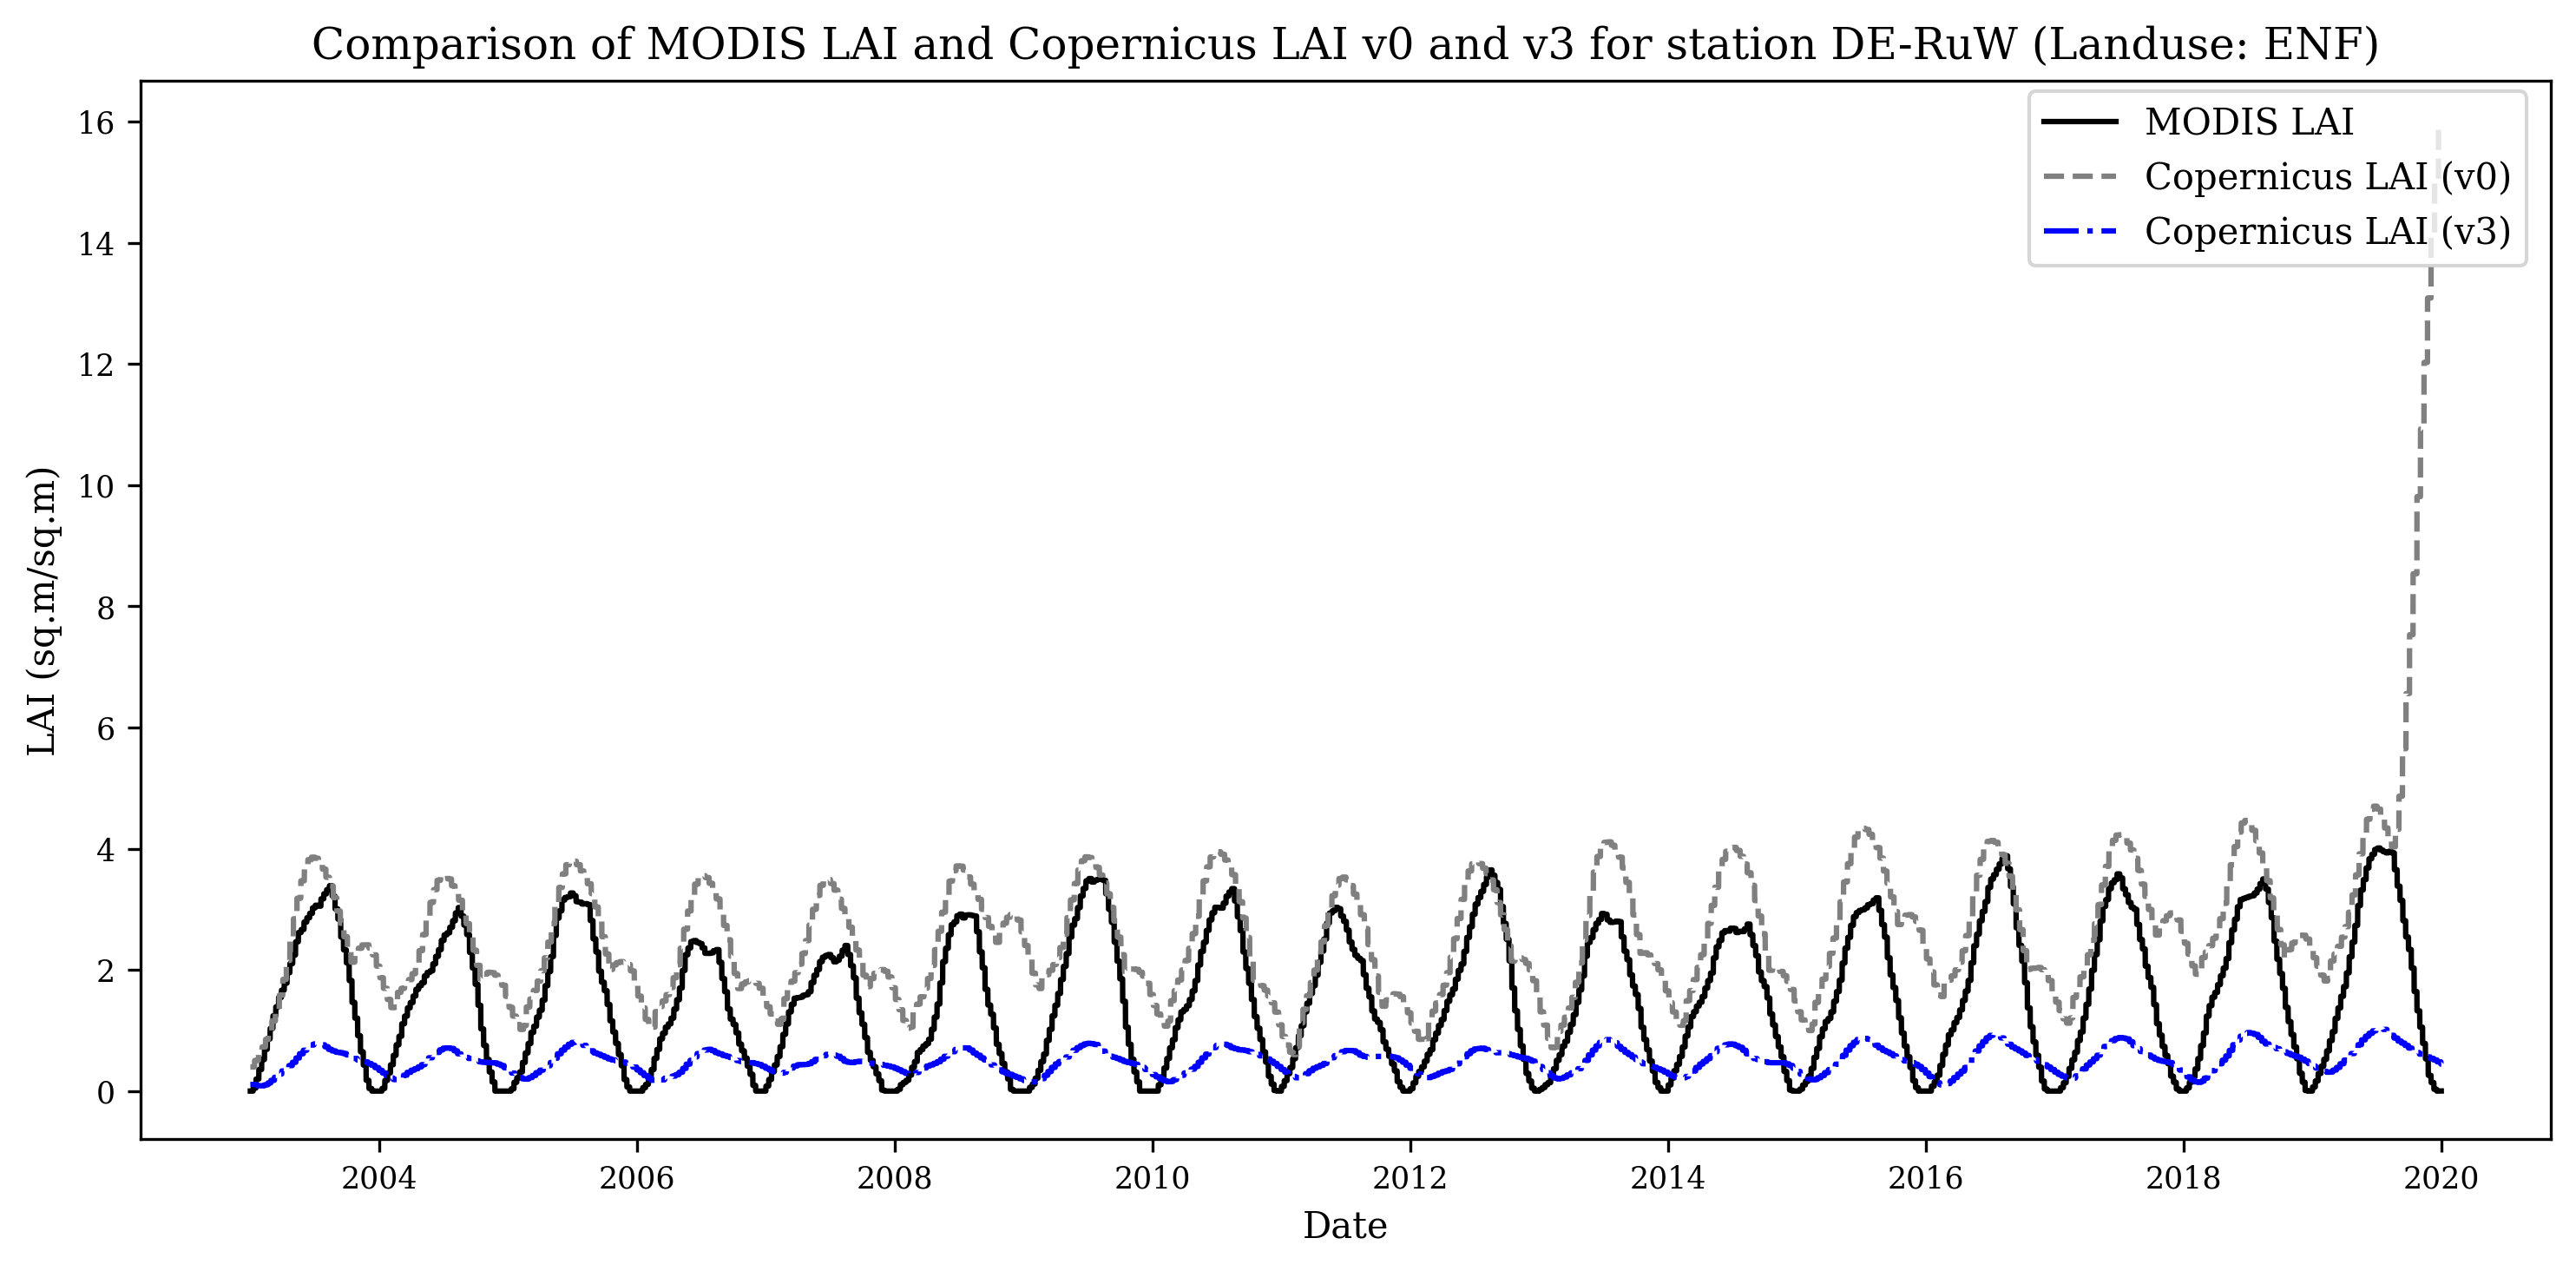 Comparison of MODIS LAI and Copernicus LAI v0 and v3 for station DE-RuW (Landuse: ENF)
MODIS LAI
Copernicus LAI (v0)
Copernicus LAI (v3)
LAI (sq.m/sq.m)
16
14
12
10
8
6
4
2
0
2004 2006 2008 2010 2012 2014 2016 2018 2020
Date